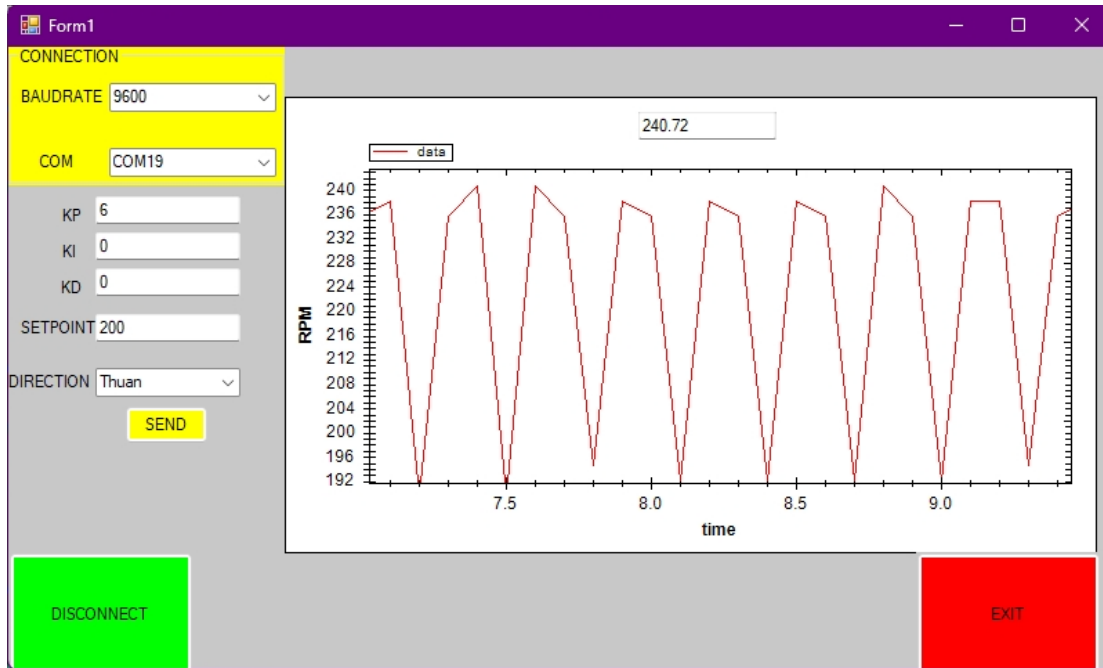 Form1
CONNECTION
BAUDRATE 9600
COM COM19
KP 6
KI 0
KD 0
SETPOINT 200
DIRECTION Thuan
SEND
DISCONNECT
240.72
data
240
236
232
228
224
220
216
212
208
204
200
196
192
RPM
7.5 8.0 8.5 9.0
time
EXIT